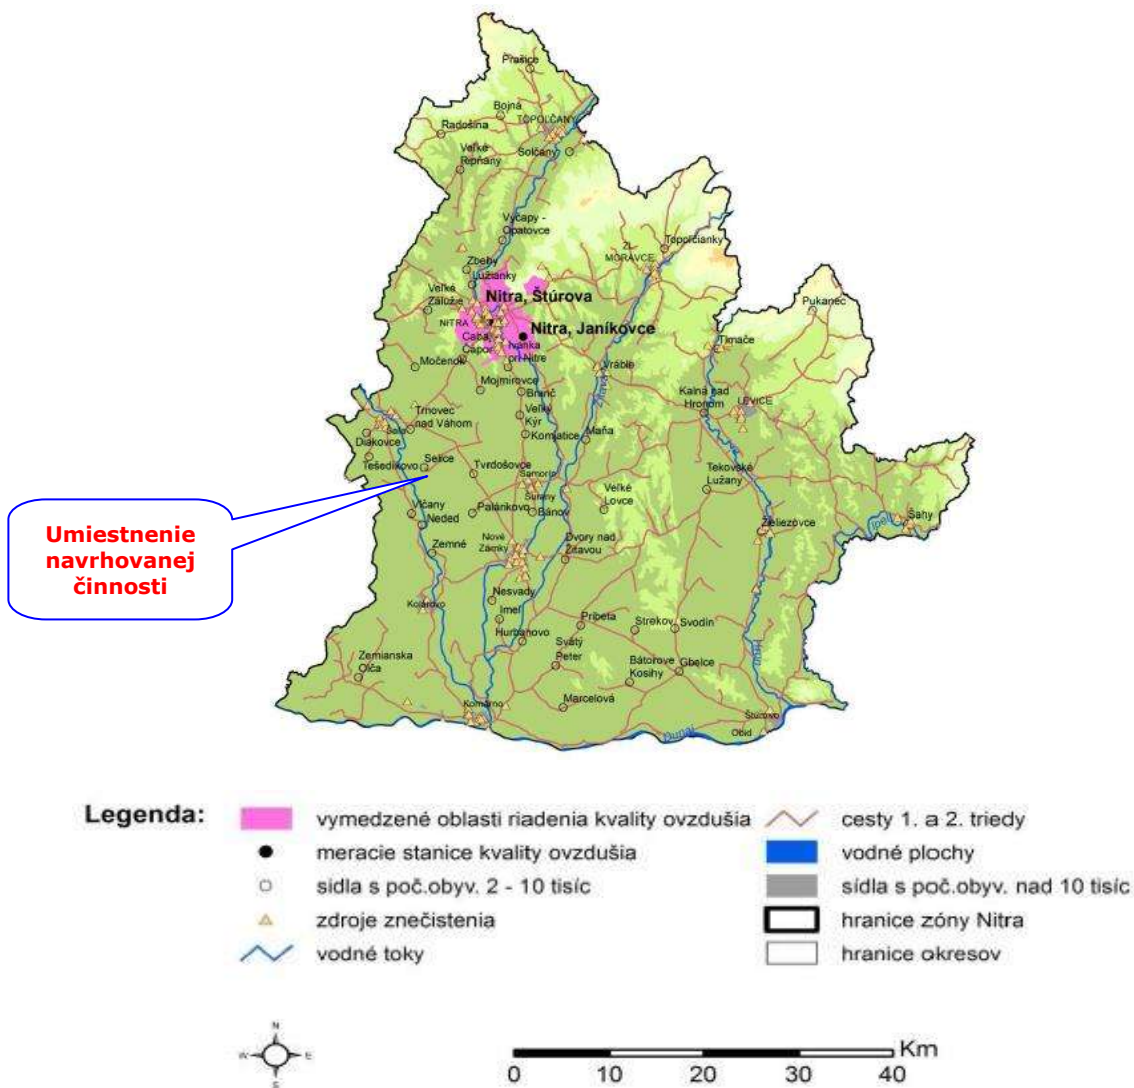 Prašice
Bojná
TOPOĽČANY
Radošina
Solčany
Veľké
Ripňany
Výčapy -
Opatovce
Topoľčianky
ZL.
MORAVCE
Zbehy
Lužianky
Veľké
Zálužie
Nitra, Štúrova
Pukanec
NITRA
Nitra, Janíkovce
Cabaj
Čápor
Ivanka
pri Nitre
Tlmače
Močenok
Vráble
Mojmírovce
Branč
Žitava
Kalná nad
Hronom
LEVICE
Trnovec
nad Váhom
Veľký
Kýr
Šaľa
Komjatice
Maňa
Diakovce
Tešedíkovo
Selice
Tvrdošovce
Tekovské
Lužany
Veľké
Lovce
Šurany
Vlčany
Palárikovo
Bánov
Neded
Želiezovce
Ipeľ
Šahy
Umiestnenie
navrhovanej
činnosti
Zemné
Nové
Zámky
Dvory nad
Žitavou
Nesvady
Kolárovo
Imeľ
Hurbanovo
Pribeta
Strekov
Svodín
Hron
Svätý
Peter
Zemianska
Olča
Bátorove
Kosihy
Gbelce
Marcelová
Komárno
Štúrovo
Obid
Dunaj
Legenda:
vymedzené oblasti riadenia kvality ovzdušia
cesty 1. a 2. triedy
meracie stanice kvality ovzdušia
vodné plochy
sídla s poč.obyv. 2 - 10 tisíc
sídla s poč.obyv. nad 10 tisíc
zdroje znečistenia
hranice zóny Nitra
vodné toky
hranice okresov
N
W
E
S
Km
0 10 20 30 40